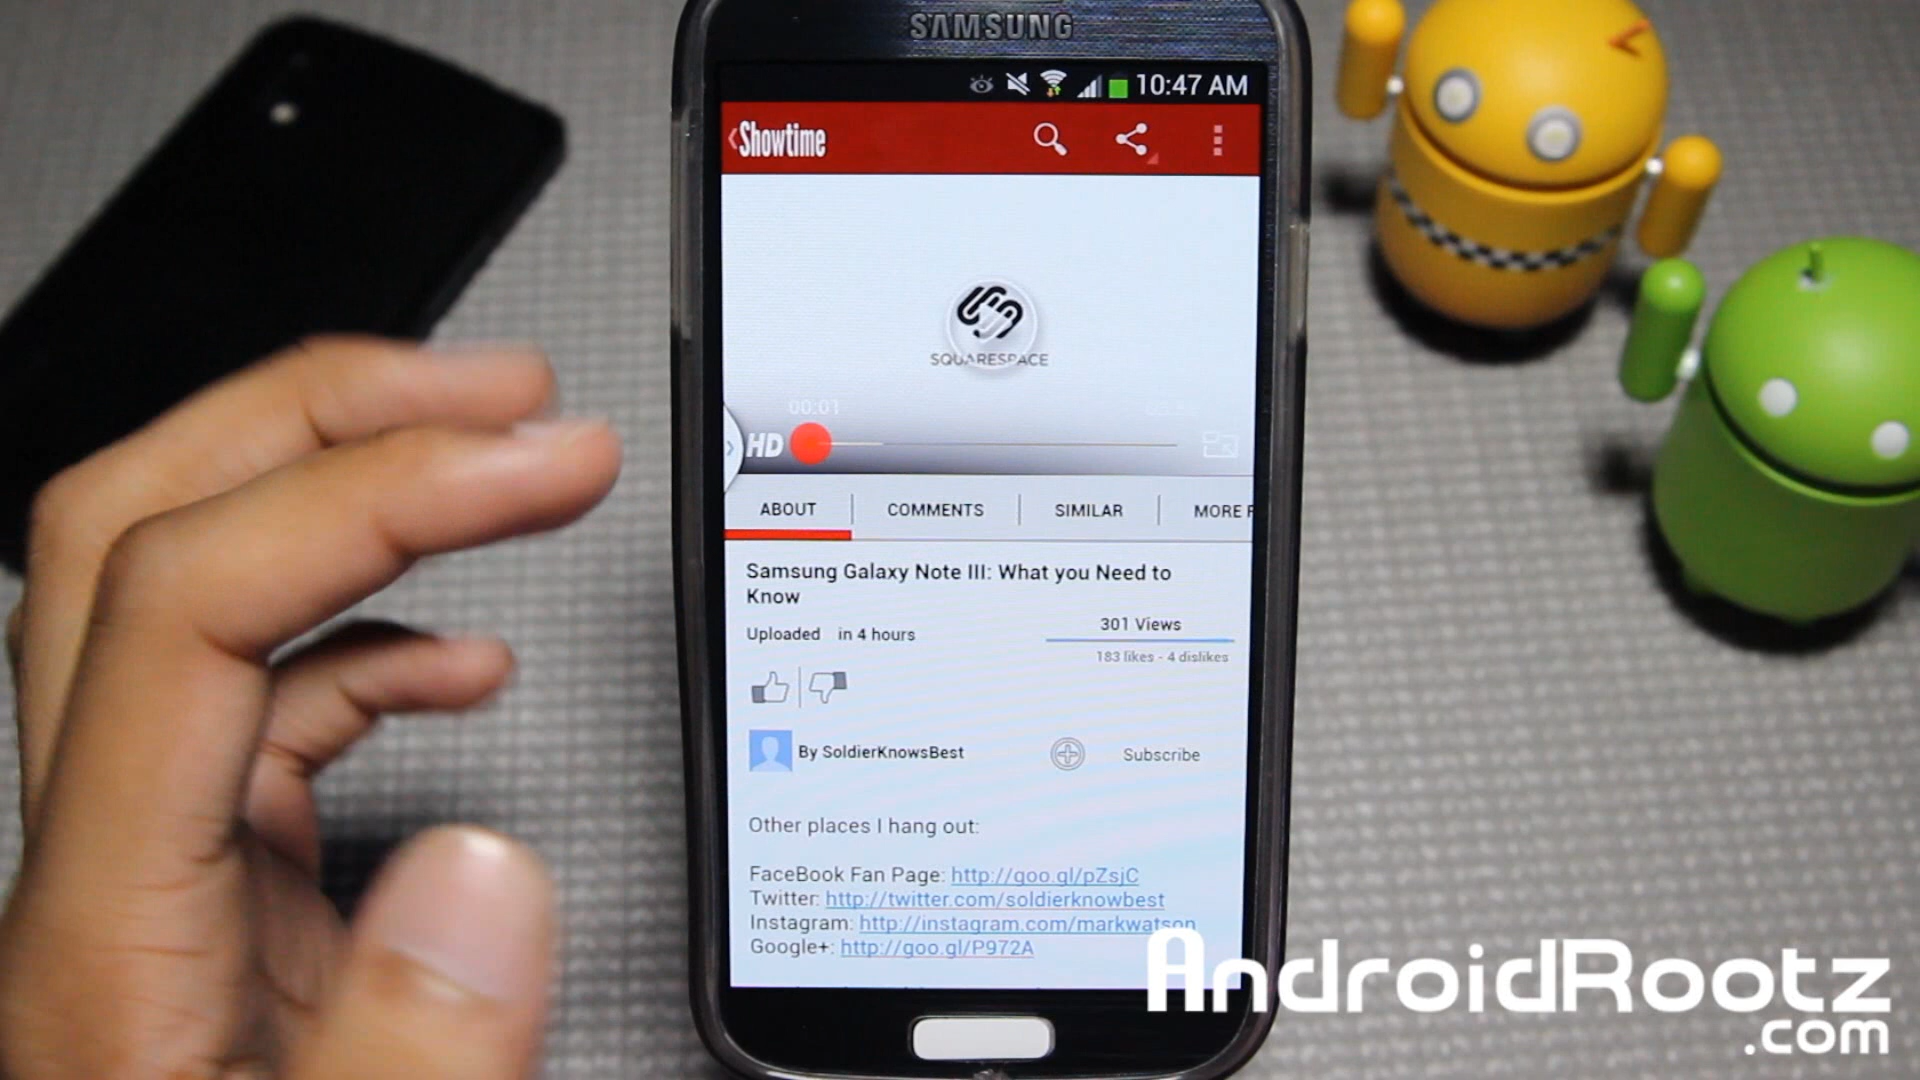 SAMSUNG
10:47 AM
Showtime
SQUARESPACE
00:01
HD
ABOUT
COMMENTS
SIMILAR
MORE F
Samsung Galaxy Note III: What you Need to
Know
Uploaded in 4 hours
301 Views
183 likes - 4 dislikes
By SoldierKnowsBest
Subscribe
Other places I hang out:
FaceBook Fan Page: http://goo.gl/pZsjC
Twitter: http://twitter.com/soldierknowbest
Instagram: http://instagram.com/markwatson
Google+: http://goo.gl/P972A
AndroidRootz
.com